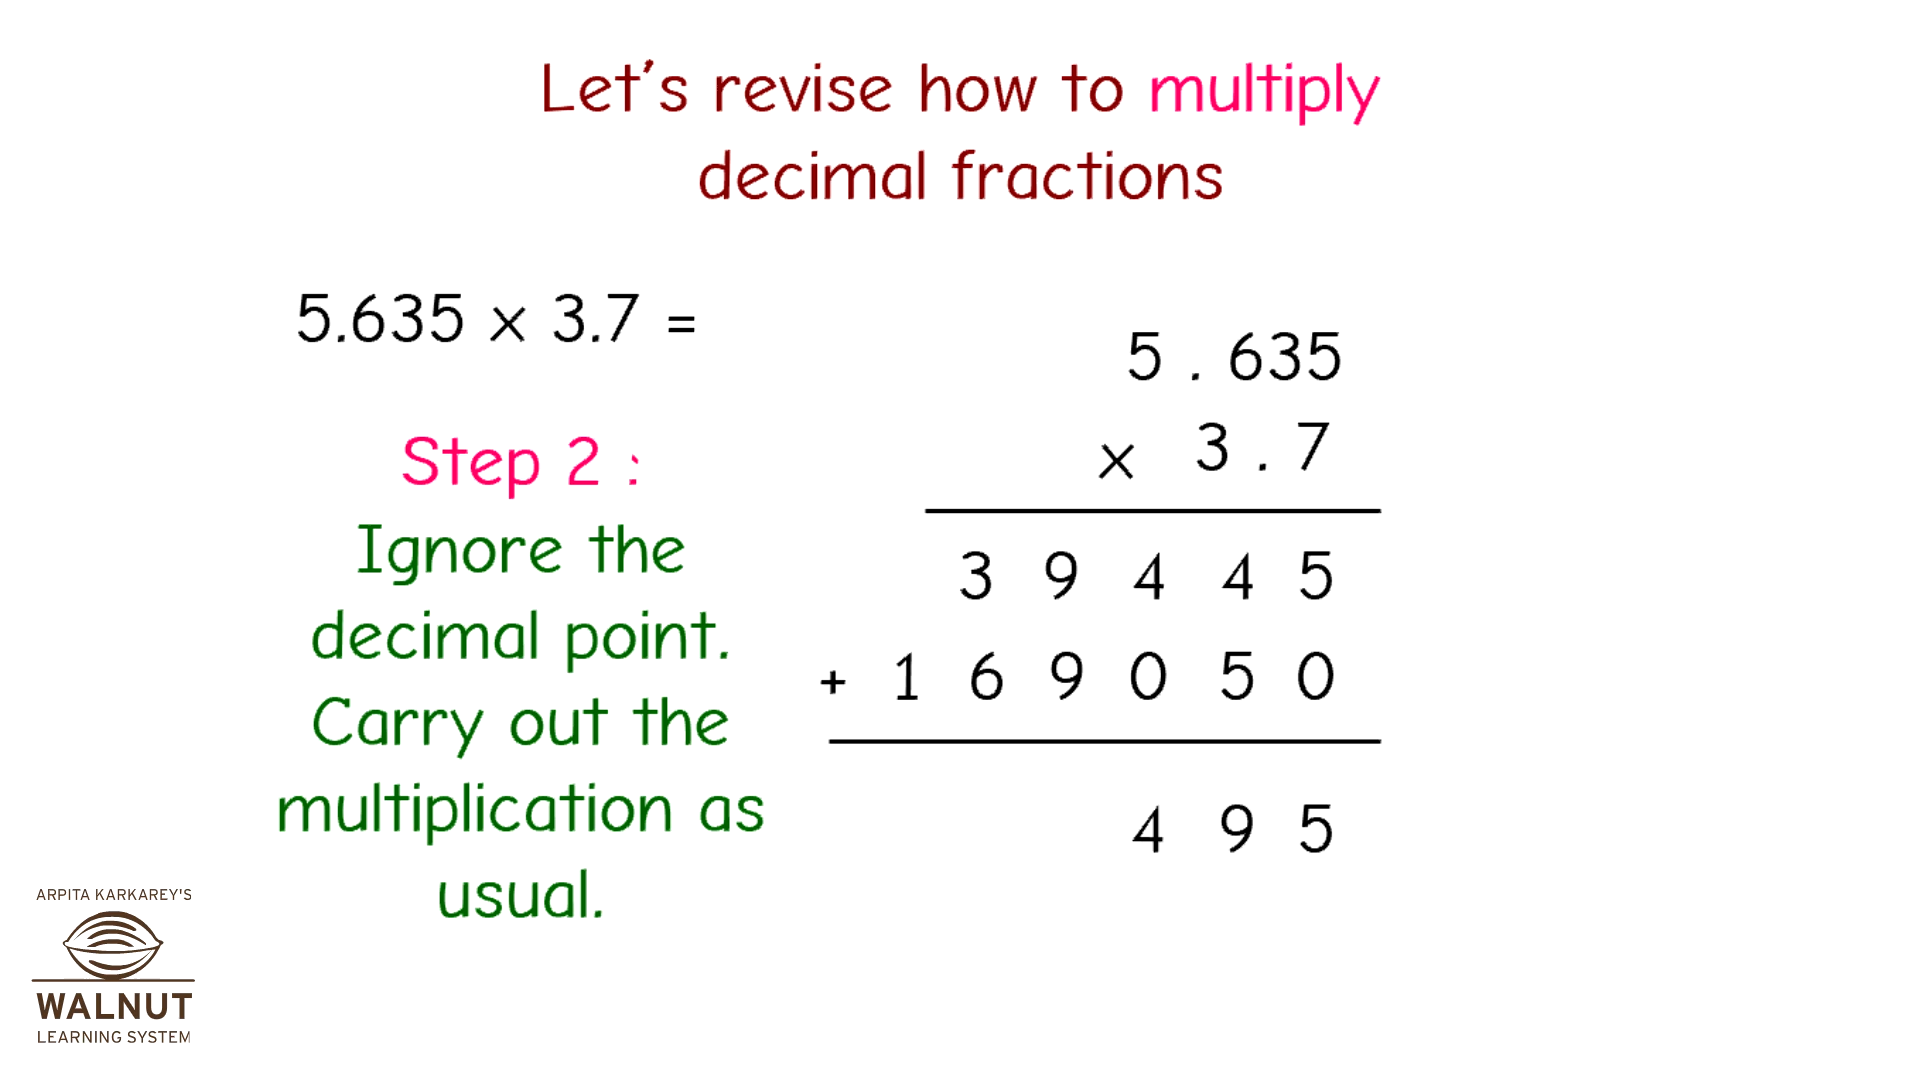 Let's revise how to multiply
decimal fractions
5.635 x 3.7 =
5 . 635
x 3 . 7
3 9 4 4 5
+ 1 6 9 0 5 0
4 9 5
Step 2 :
Ignore the
decimal point.
Carry out the
multiplication as
usual.
ARPITA KARKAREY'S
WALNUT
LEARNING SYSTEM